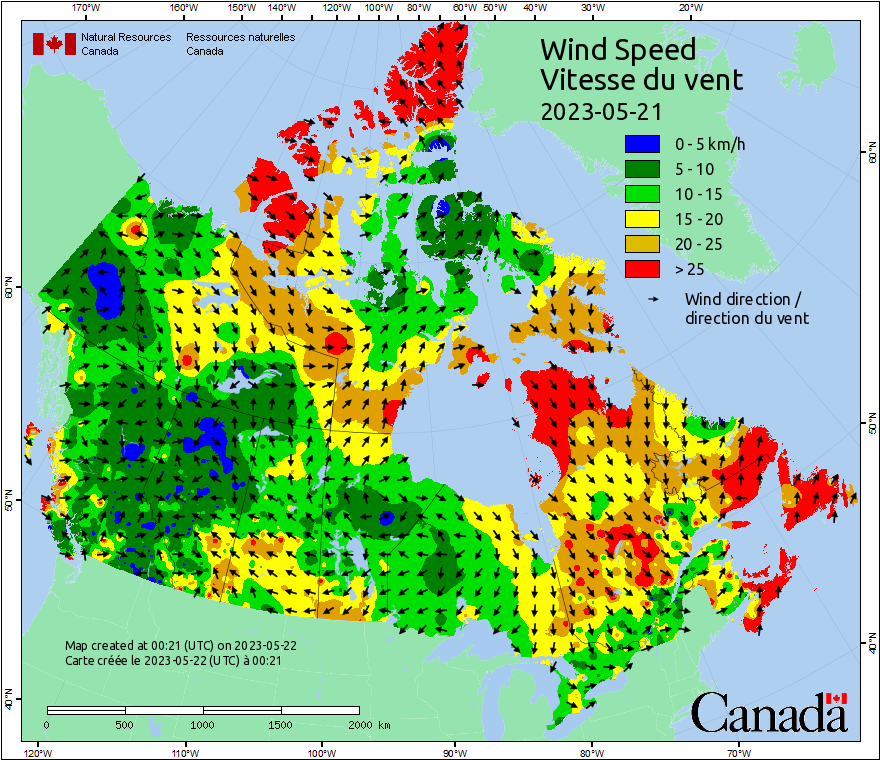 170°W 160°W 150°W 140°W 120°W 100°W 80°W 60°W 50°W 40°W 30°W 20°W
Natural Resources Canada
Ressources naturelles Canada
Wind Speed
Vitesse du vent
2023-05-21
0 - 5 km/h
5 - 10
10 - 15
15 - 20
20 - 25
> 25
Wind direction /
direction du vent
60°N
50°N
40°N
60°N
50°N
40°N
Map created at 00:21 (UTC) on 2023-05-22
Carte créée le 2023-05-22 (UTC) à 00:21
0 500 1000 1500 2000 km
Canada
120°W 110°W 100°W 90°W 80°W 70°W